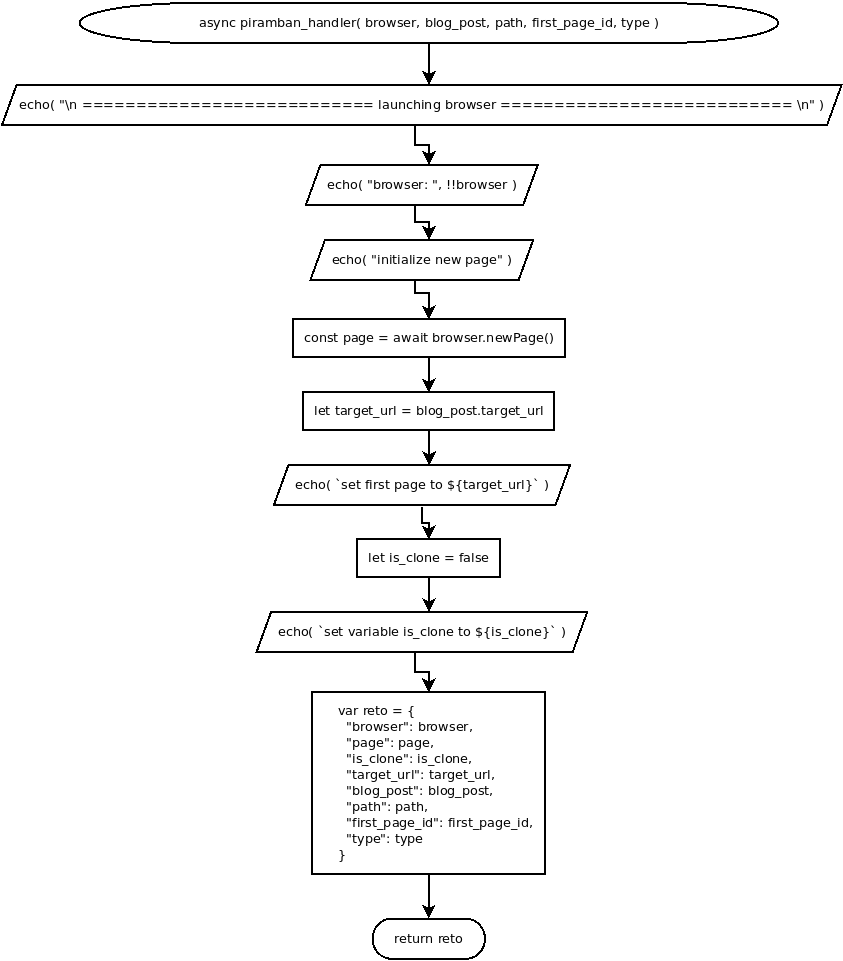 async piramban_handler( browser, blog_post, path, first_page_id, type )
echo( "\n =========================== launching browser =========================== \n" )
echo( "browser: ", !!browser )
echo( "initialize new page" )
const page = await browser.newPage()
let target_url = blog_post.target_url
echo( `set first page to ${target_url}` )
let is_clone = false
echo( `set variable is_clone to ${is_clone}` )
var reto = {
"browser": browser,
"page": page,
"is_clone": is_clone,
"target_url": target_url,
"blog_post": blog_post,
"path": path,
"first_page_id": first_page_id,
"type": type
}
return reto